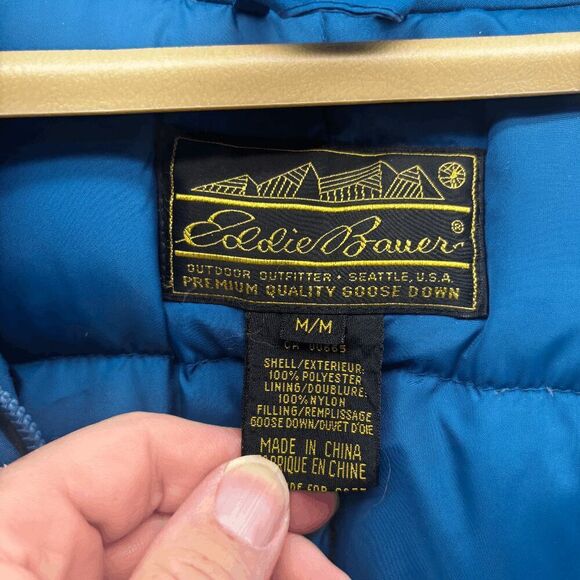 Eddie Bauer®
OUTDOOR OUTFITTER • SEATTLE, U.S.A.
PREMIUM QUALITY GOOSE DOWN
M/M
SHELL/EXTERIEUR:
100% POLYESTER
LINING/DOUBLURE:
100% NYLON
FILLING/REMPLISSAGE
GOOSE DOWN/DUVET D'OIE
MADE IN CHINA
EN CHINE
FOR